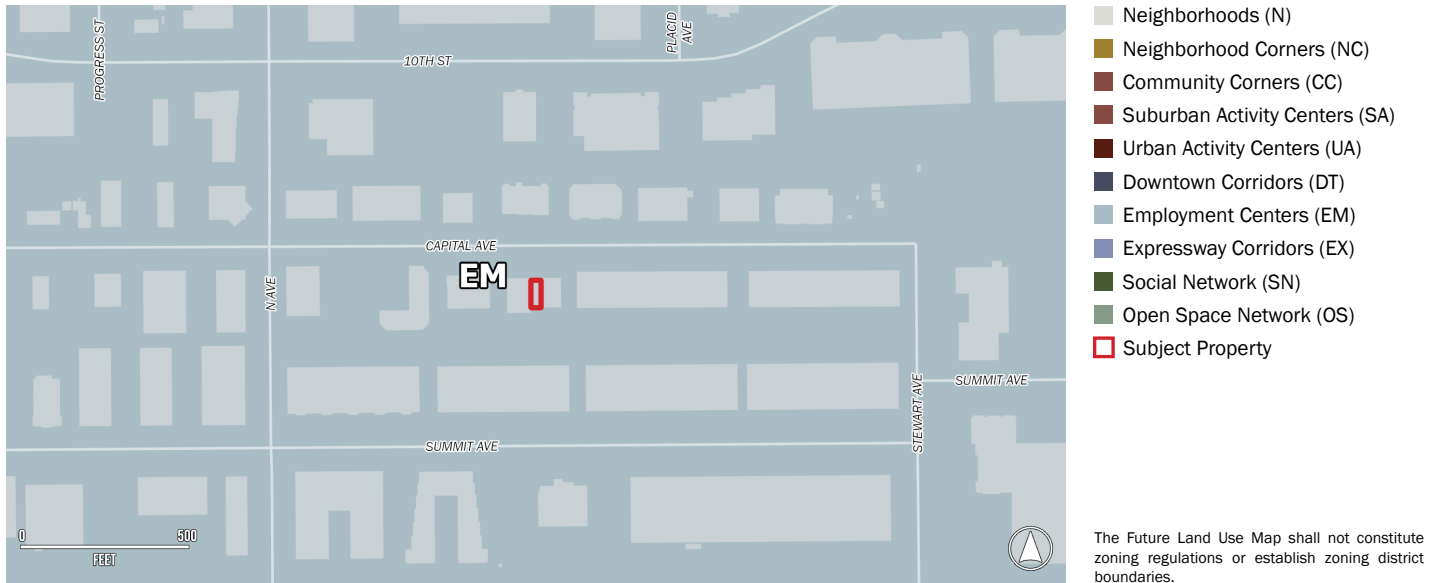 PROGRESS ST
PLACID
AVE
10TH ST
CAPITAL AVE
EM
N AVE
STEWART AVE
SUMMIT AVE
SUMMIT AVE
0 500
FEET
Neighborhoods (N)
Neighborhood Corners (NC)
Community Corners (CC)
Suburban Activity Centers (SA)
Urban Activity Centers (UA)
Downtown Corridors (DT)
Employment Centers (EM)
Expressway Corridors (EX)
Social Network (SN)
Open Space Network (OS)
Subject Property
The Future Land Use Map shall not constitute
zoning regulations or establish zoning district
boundaries.